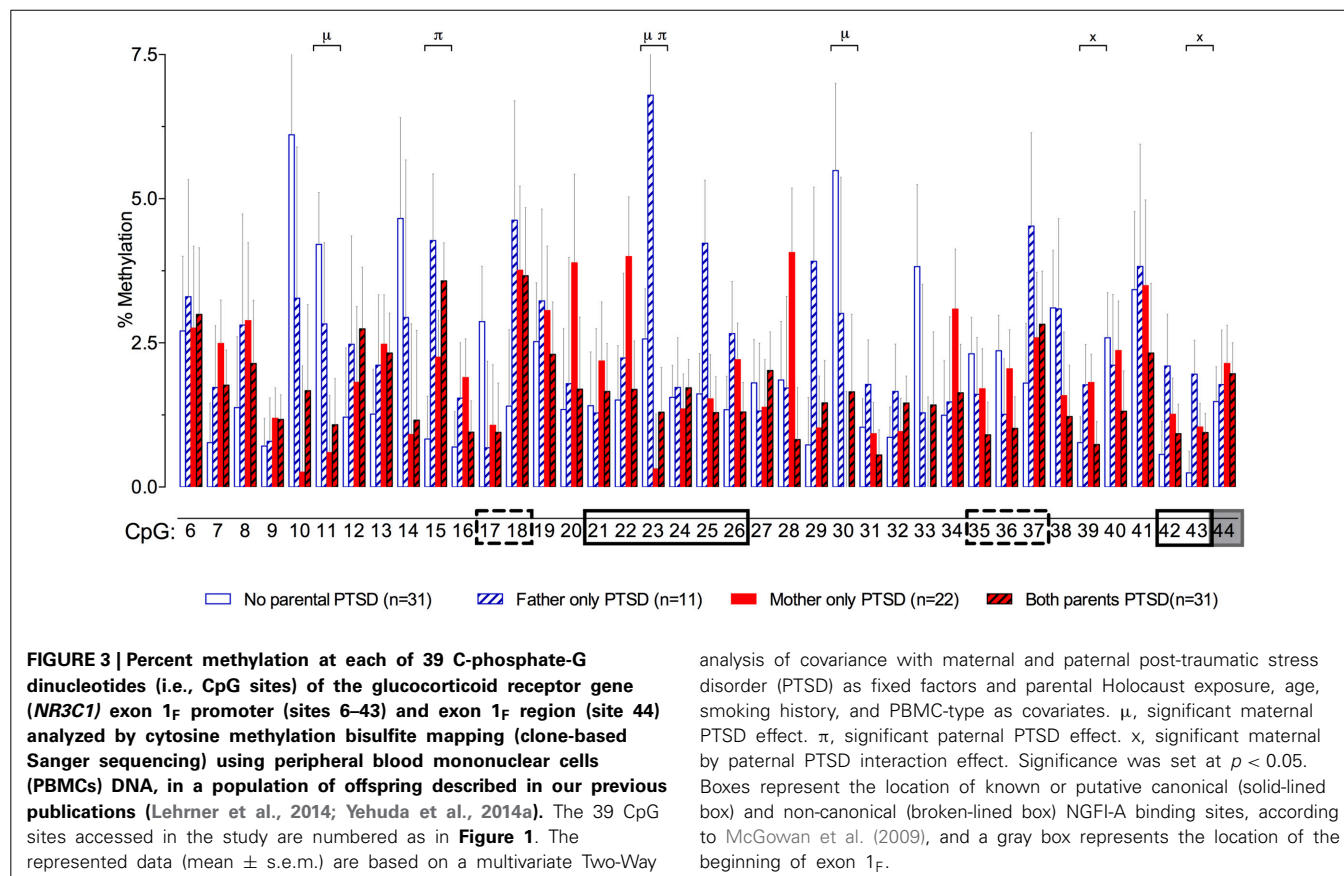 μ π μ π μ x x
7.5
5.0
2.5
0.0
% Methylation
CpG: 6 7 8 9 10 11 12 13 14 15 16 17 18 19 20 21 22 23 24 25 26 27 28 29 30 31 32 33 34 35 36 37 38 39 40 41 42 43 44
No parental PTSD (n=31) Father only PTSD (n=11) Mother only PTSD (n=22) Both parents PTSD(n=31)
FIGURE 3 | Percent methylation at each of 39 C-phosphate-G
dinucleotides (i.e., CpG sites) of the glucocorticoid receptor gene
(NR3C1) exon 1F promoter (sites 6–43) and exon 1F region (site 44)
analyzed by cytosine methylation bisulfite mapping (clone-based
Sanger sequencing) using peripheral blood mononuclear cells
(PBMCs) DNA, in a population of offspring described in our previous
publications (Lehrner et al., 2014; Yehuda et al., 2014a). The 39 CpG
sites accessed in the study are numbered as in Figure 1. The
represented data (mean ± s.e.m.) are based on a multivariate Two-Way
analysis of covariance with maternal and paternal post-traumatic stress
disorder (PTSD) as fixed factors and parental Holocaust exposure, age,
smoking history, and PBMC-type as covariates. μ, significant maternal
PTSD effect. π, significant paternal PTSD effect. x, significant maternal
by paternal PTSD interaction effect. Significance was set at p < 0.05.
Boxes represent the location of known or putative canonical (solid-lined
box) and non-canonical (broken-lined box) NGFI-A binding sites, according
to McGowan et al. (2009), and a gray box represents the location of the
beginning of exon 1F.